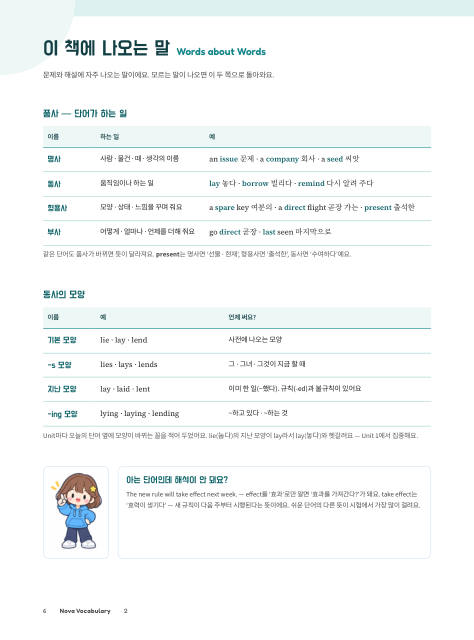 이 책에 나오는 말 Words about Words
문제와 해설에 자주 나오는 말이에요. 모르는 말이 나오면 이 두 쪽으로 돌아와요.
품사 — 단어가 하는 일
이름 하는 일 예
명사 사람 · 물건 · 때 · 생각의 이름 an issue 문제 · a company 회사 · a seed 씨앗
동사 움직임이나 하는 일 lay 놓다 · borrow 빌리다 · remind 다시 알려 주다
형용사 모양 · 상태 · 느낌을 꾸며 줘요 a spare key 여분의 · a direct flight 곧장 가는 · present 출석한
부사 어떻게 · 얼마나 · 언제를 더해 줘요 go direct 곧장 · last seen 마지막으로
같은 단어도 품사가 바뀌면 뜻이 달라져요. present는 명사면 '선물 · 현재', 형용사면 '출석한', 동사면 '수여하다'예요.
동사의 모양
이름 예 언제 써요?
기본 모양 lie · lay · lend 사전에 나오는 모양
-s 모양 lies · lays · lends 그 · 그녀 · 그것이 지금 할 때
지난 모양 lay · laid · lent 이미 한 일(~했다). 규칙(-ed)과 불규칙이 있어요
-ing 모양 lying · laying · lending ~하고 있다 · ~하는 것
Unit마다 오늘의 단어 옆에 모양이 바뀌는 꼴을 적어 두었어요. lie(눕다)의 지난 모양이 lay라서 lay(놓다)와 헷갈려요 — Unit 1에서 집중해요.
아는 단어인데 해석이 안 돼요?
The new rule will take effect next week. — effect를 '효과'로만 알면 '효과를 가져간다?'가 돼요. take effect는
'효력이 생기다' — 새 규칙이 다음 주부터 시행된다는 뜻이에요. 쉬운 단어의 다른 뜻이 시험에서 가장 많이 걸려요.
6 Nova Vocabulary 2